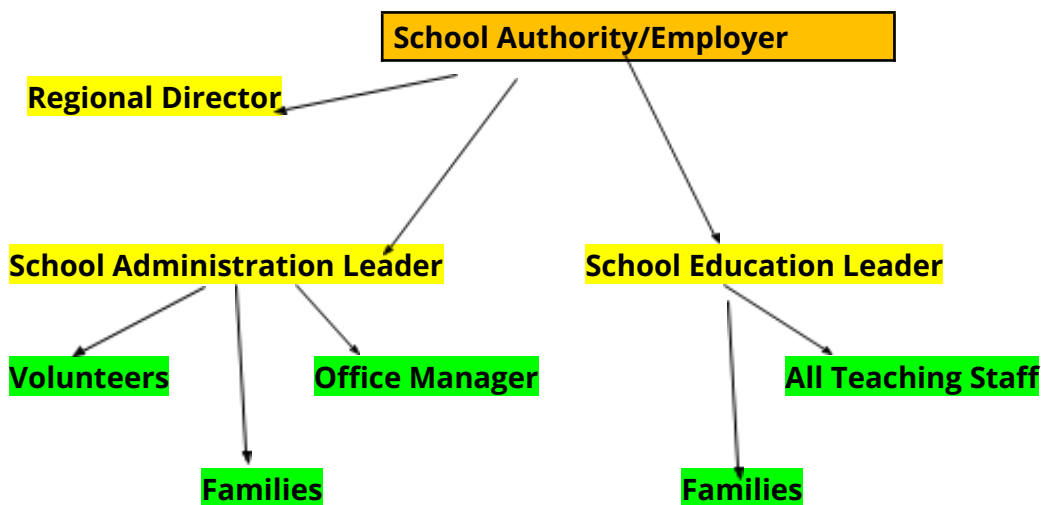 School Authority/Employer
Regional Director
School Administration Leader
School Education Leader
Volunteers
Office Manager
All Teaching Staff
Families
Families